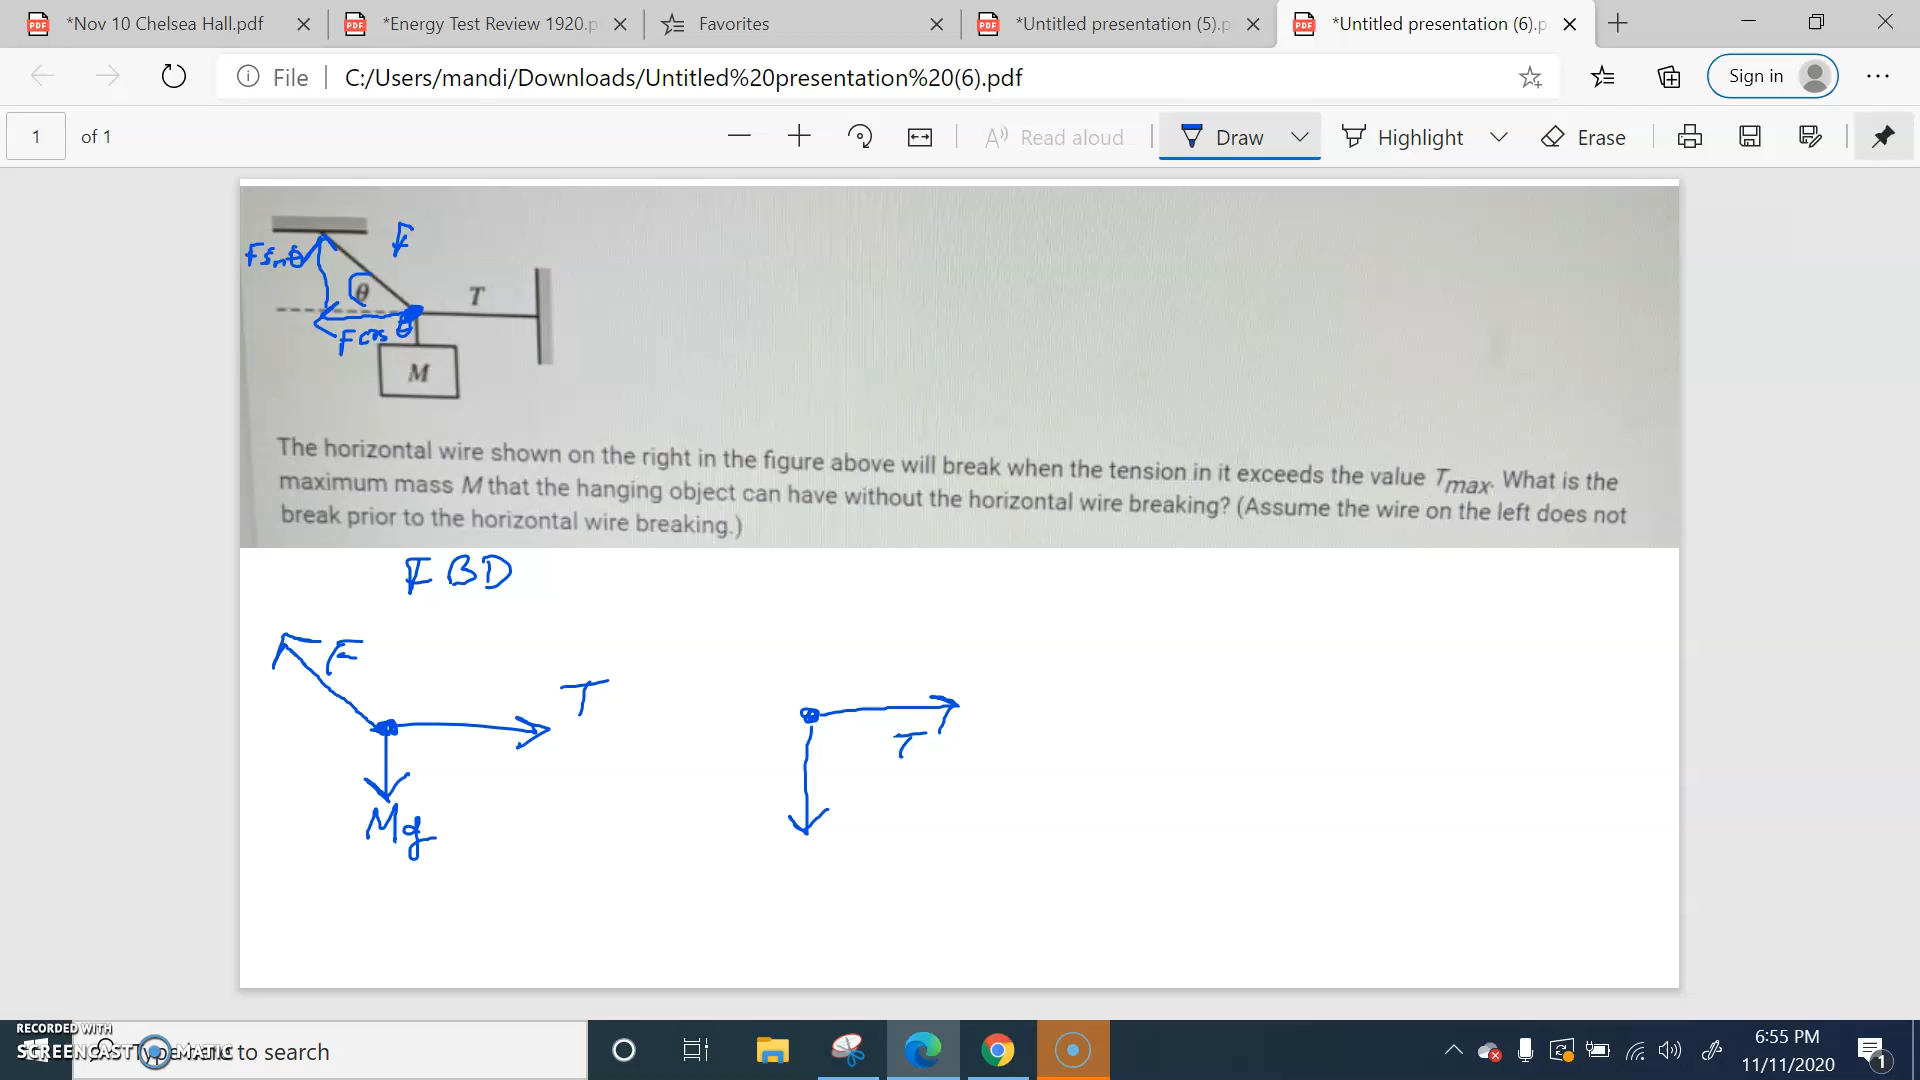 *Nov 10 Chelsea Hall.pdf
*Energy Test Review 1920.p
Favorites
*Untitled presentation (5).p
*Untitled presentation (6).p
File
C:/Users/mandi/Downloads/Untitled%20presentation%20(6).pdf
Sign in
1 of 1
Read aloud
Draw
Highlight
Erase
F
F sin θ
θ
T
F cos θ
M
The horizontal wire shown on the right in the figure above will break when the tension in it exceeds the value Tmax. What is the
maximum mass M that the hanging object can have without the horizontal wire breaking? (Assume the wire on the left does not
break prior to the horizontal wire breaking.)
FBD
F
T
T
Mg
RECORDED WITH
SCREENCAST MATIC
Type here to search
6:55 PM
11/11/2020
1